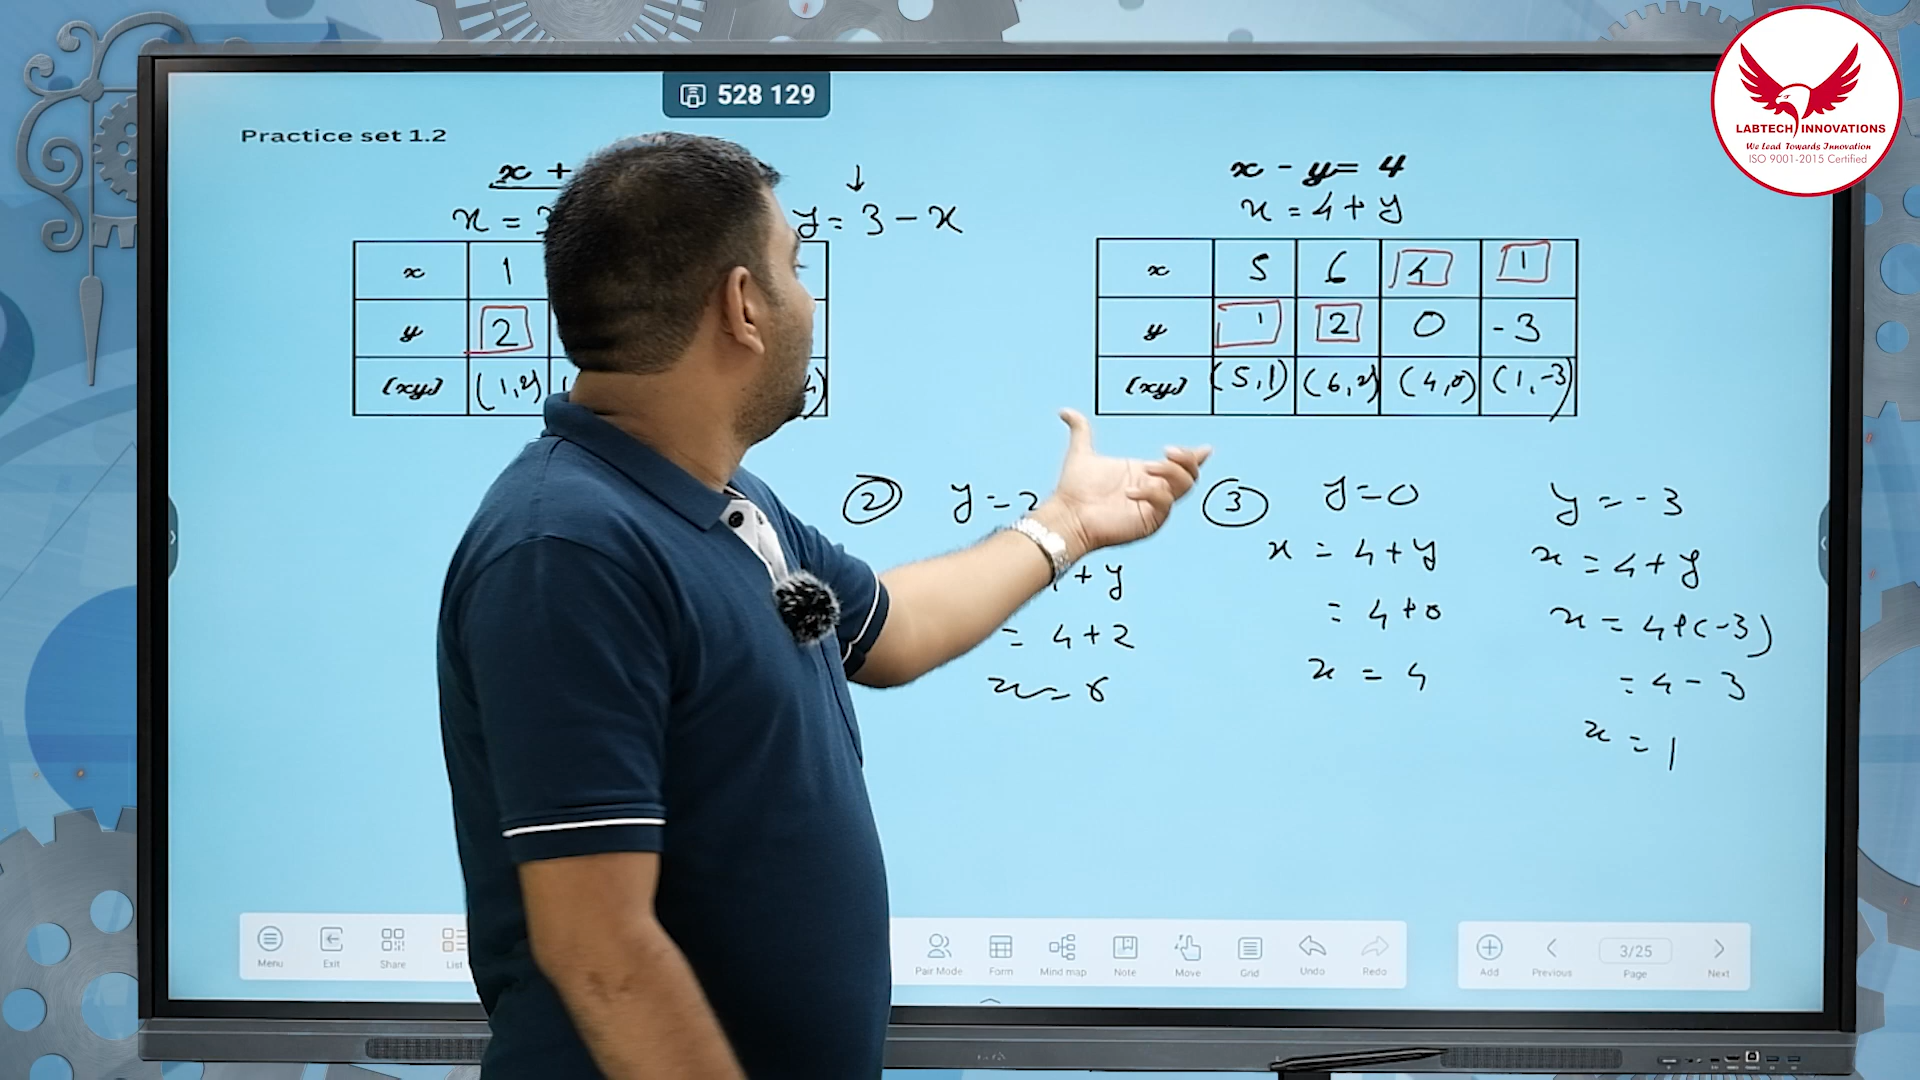 528 129
LABTECH INNOVATIONS
We Lead Towards Innovation
ISO 9001-2015 Certified
Practice set 1.2
x +
x = 3
y = 3 - x
x 1
y 2
(xy) (1,2)
x - y = 4
x = 4 + y
x 5 6 4 1
y 1 2 0 -3
(xy) (5,1) (6,2) (4,0) (1,-3)
2 y = 2
+ y
= 4 + 2
x = 6
3 y = 0
x = 4 + y
= 4 + 0
x = 4
y = -3
x = 4 + y
x = 4 + (-3)
= 4 - 3
x = 1
Menu Exit Share List Pair Mode Form Mind map Note Move Grid Undo Redo
Add Previous 3/25 Page Next